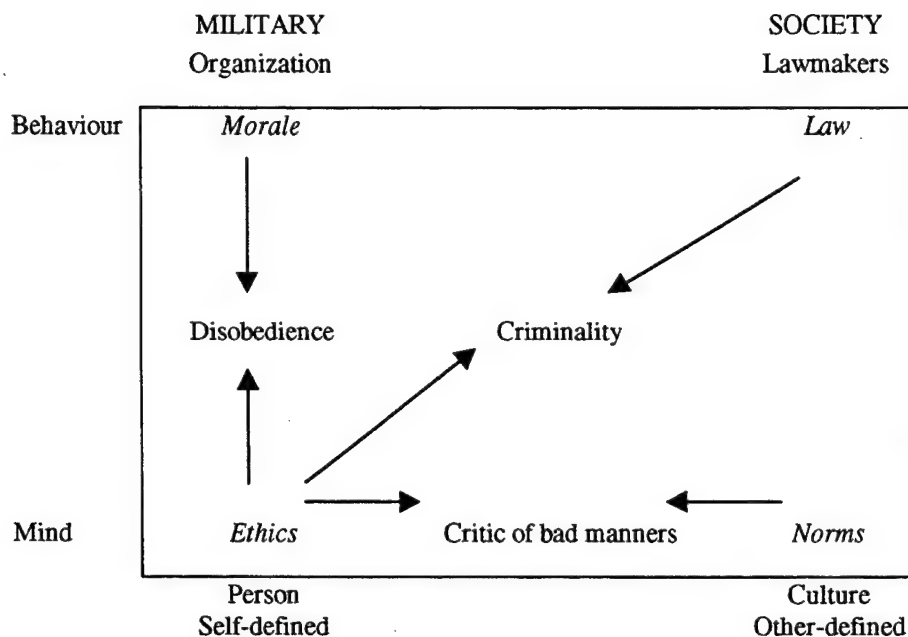 MILITARY SOCIETY
Organization Lawmakers
Behaviour Morale Law
Disobedience Criminality
Mind Ethics Critic of bad manners Norms
Person Culture
Self-defined Other-defined